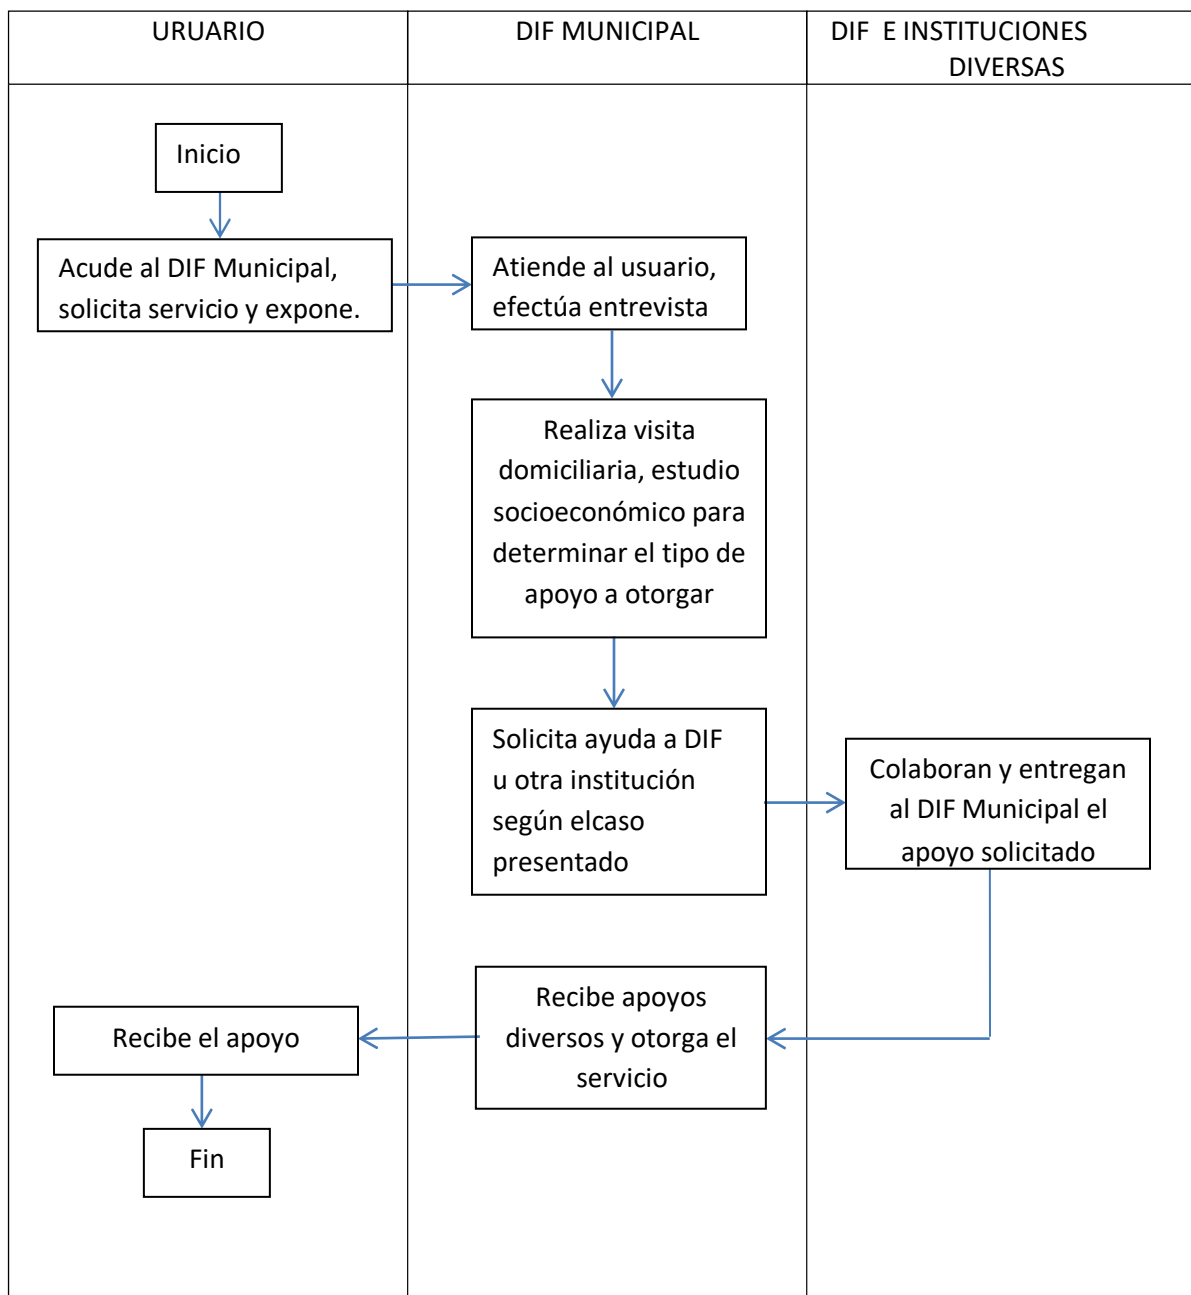 URUARIO
DIF MUNICIPAL
DIF E INSTITUCIONES
DIVERSAS
Inicio
Acude al DIF Municipal,
solicita servicio y expone.
Atiende al usuario,
efectúa entrevista
Realiza visita
domiciliaria, estudio
socioeconómico para
determinar el tipo de
apoyo a otorgar
Solicita ayuda a DIF
u otra institución
según elcaso
presentado
Colaboran y entregan
al DIF Municipal el
apoyo solicitado
Recibe apoyos
diversos y otorga el
servicio
Recibe el apoyo
Fin